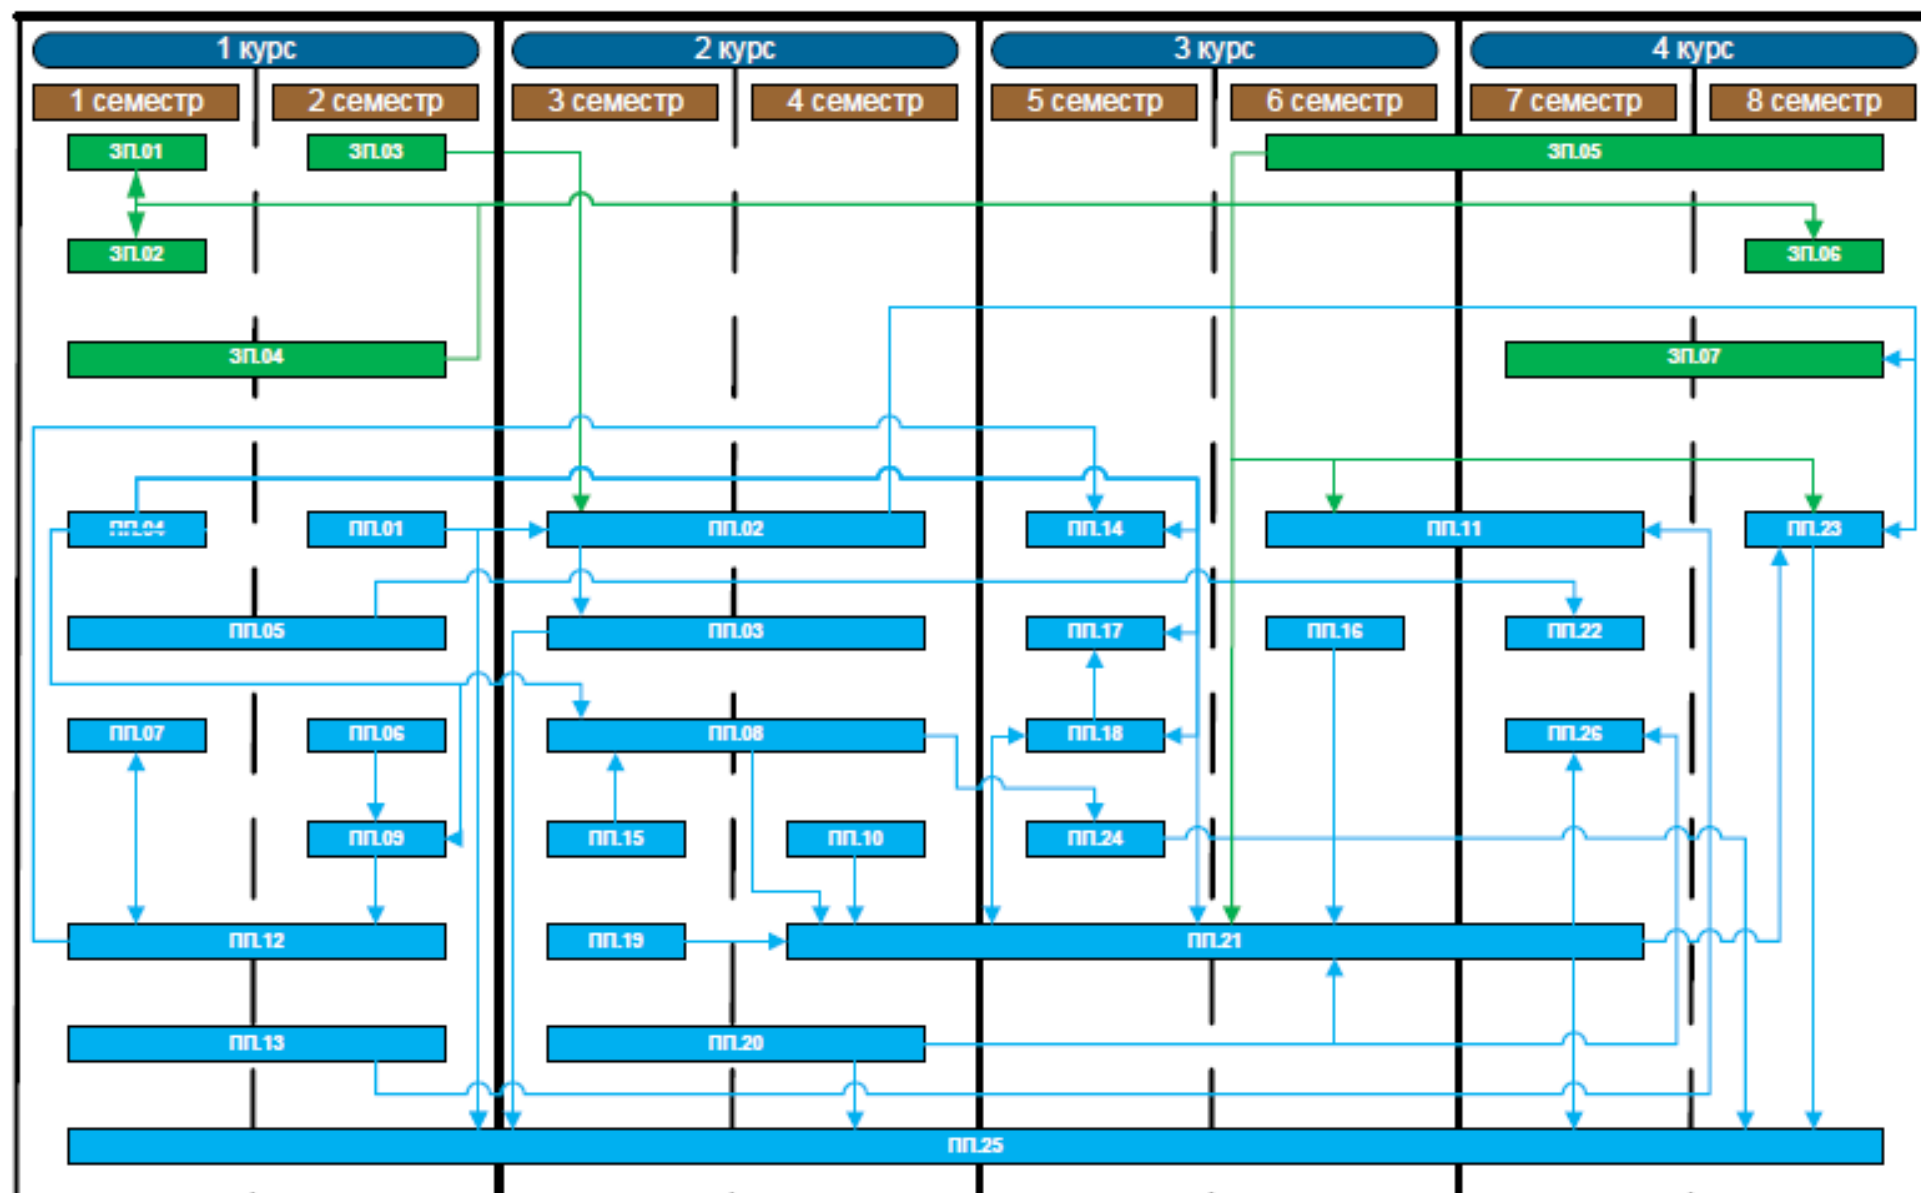 1 курс 2 курс 3 курс 4 курс
1 семестр 2 семестр 3 семестр 4 семестр 5 семестр 6 семестр 7 семестр 8 семестр
ЗП.01 ЗП.03 ЗП.05
ЗП.02 ЗП.06
ЗП.04 ЗП.07
ПП.04 ПП.01 ПП.02 ПП.14 ПП.11 ПП.23
ПП.05 ПП.03 ПП.17 ПП.16 ПП.22
ПП.07 ПП.06 ПП.08 ПП.18 ПП.26
ПП.09 ПП.15 ПП.10 ПП.24
ПП.12 ПП.19 ПП.21
ПП.13 ПП.20
ПП.25